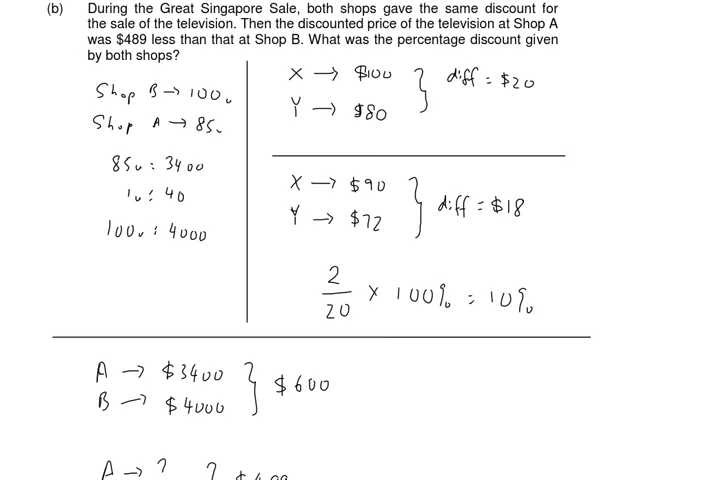 (b) During the Great Singapore Sale, both shops gave the same discount for
the sale of the television. Then the discounted price of the television at Shop A
was $489 less than that at Shop B. What was the percentage discount given
by both shops?
Shop B → 100u
Shop A → 85u
85u : 3400
1u : 40
100u : 4000
X → $100
Y → $80
} diff = $20
X → $90
Y → $72
} diff = $18
2/20 × 100% = 10%
A → $3400
B → $4000
} $600
A → ?